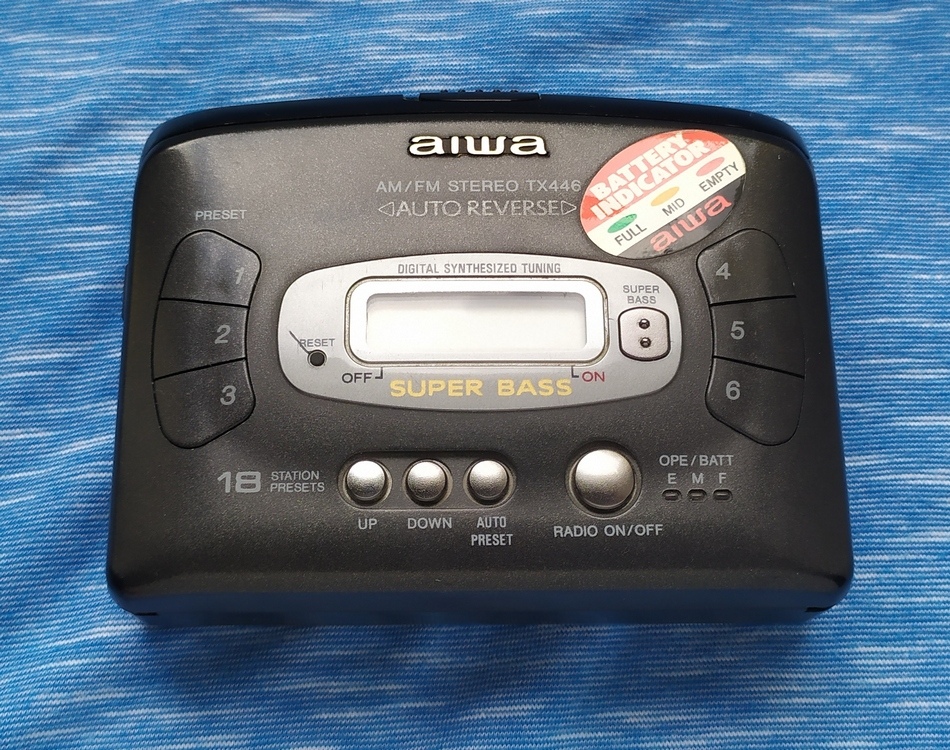 aiwa
AM/FM STEREO TX446
AUTO REVERSE
BATTERY
INDICATOR
FULL MID EMPTY
aiwa
PRESET
1
2
3
DIGITAL SYNTHESIZED TUNING
RESET
OFF
ON
SUPER BASS
SUPER
BASS
4
5
6
18 STATION
PRESETS
UP
DOWN
AUTO
PRESET
RADIO ON/OFF
OPE/BATT
E M F